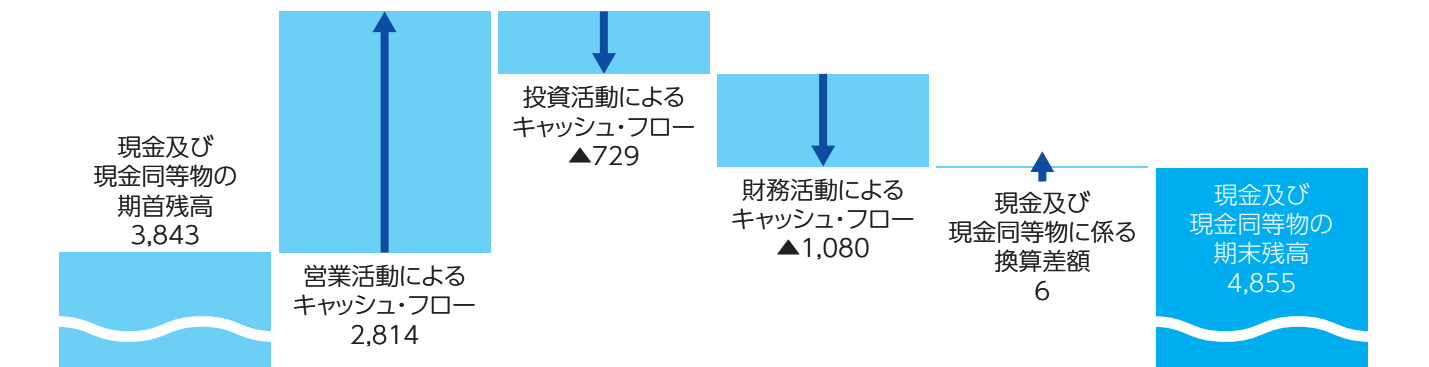 現金及び
現金同等物の
期首残高
3,843
営業活動による
キャッシュ・フロー
2,814
投資活動による
キャッシュ・フロー
▲729
財務活動による
キャッシュ・フロー
▲1,080
現金及び
現金同等物に係る
換算差額
6
現金及び
現金同等物の
期末残高
4,855